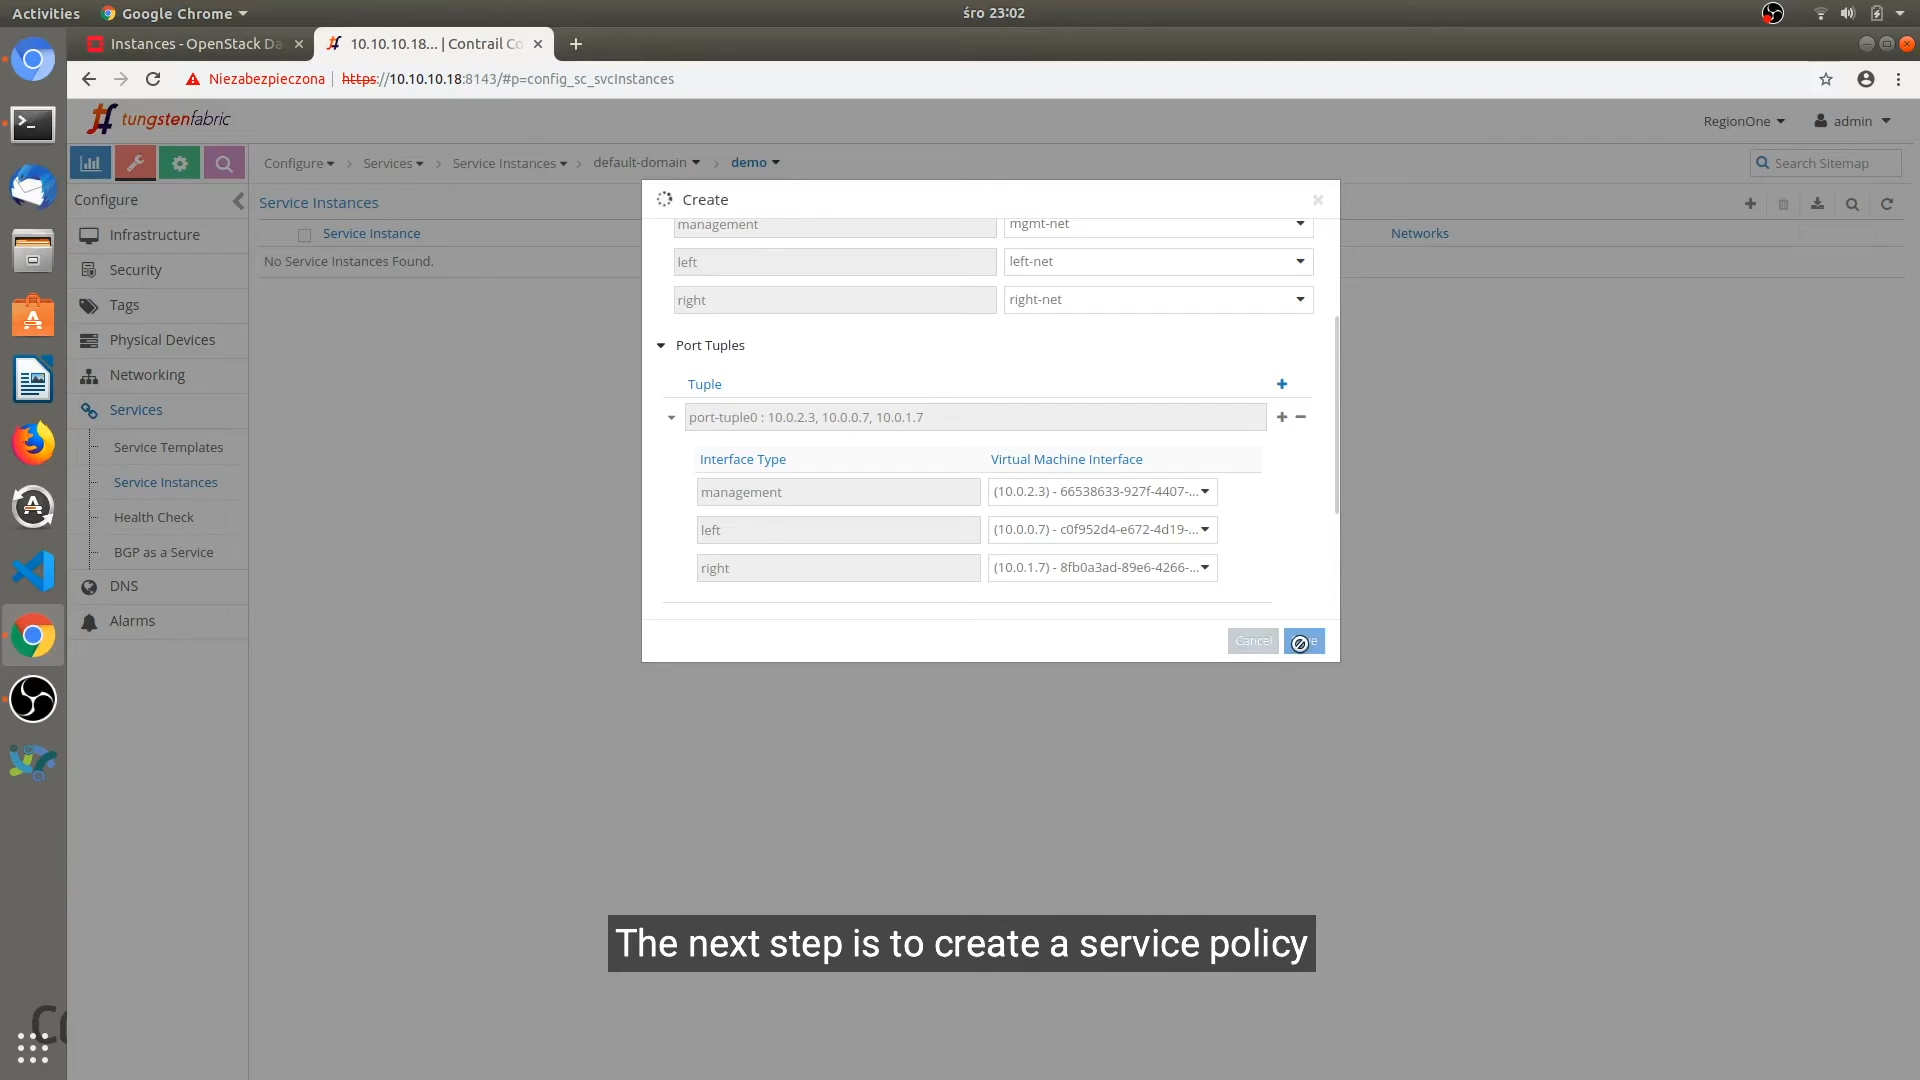 Activities
Google Chrome
śro 23:02
Instances - OpenStack Da
10.10.10.18... | Contrail Co
Niezabezpieczona
https://10.10.10.18:8143/#p=config_sc_svcInstances
tungstenfabric
RegionOne
admin
Configure
Services
Service Instances
default-domain
demo
Search Sitemap
Configure
Infrastructure
Security
Tags
Physical Devices
Networking
Services
Service Templates
Service Instances
Health Check
BGP as a Service
DNS
Alarms
Service Instances
Service Instance
Networks
No Service Instances Found.
Create
management
mgmt-net
left
left-net
right
right-net
Port Tuples
Tuple
port-tuple0 : 10.0.2.3, 10.0.0.7, 10.0.1.7
Interface Type
Virtual Machine Interface
management
(10.0.2.3) - 66538633-927f-4407-...
left
(10.0.0.7) - c0f952d4-e672-4d19-...
right
(10.0.1.7) - 8fb0a3ad-89e6-4266-...
Cancel
The next step is to create a service policy